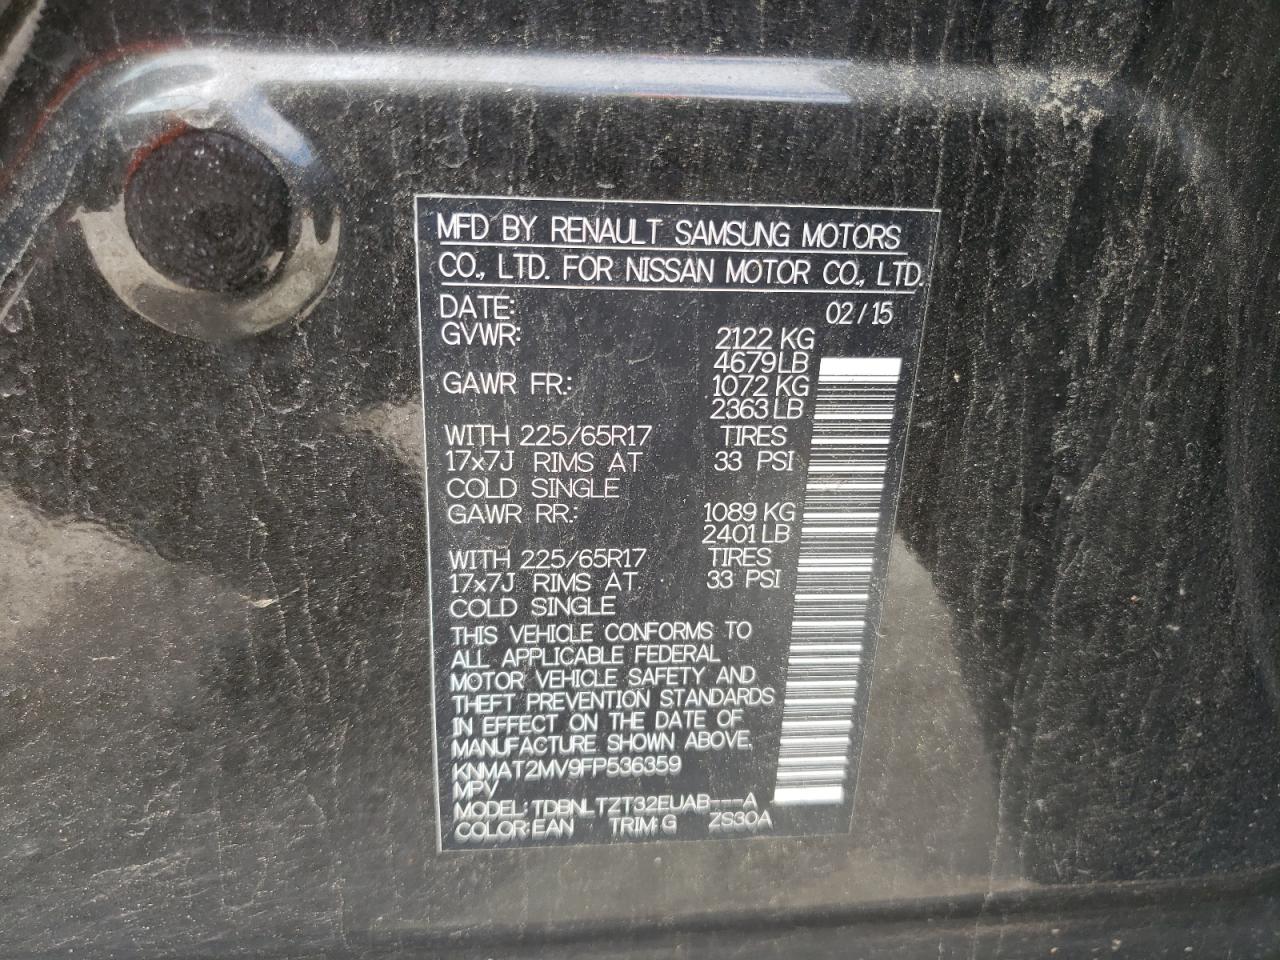 MFD BY RENAULT SAMSUNG MOTORS
CO., LTD. FOR NISSAN MOTOR CO., LTD.
DATE: 02/15
GVWR: 2122 KG
4679LB
GAWR FR.: 1072 KG
2363 LB
WITH 225/65R17 TIRES
17x7J RIMS AT 33 PSI
COLD SINGLE
GAWR RR.: 1089 KG
2401 LB
WITH 225/65R17 TIRES
17x7J RIMS AT 33 PSI
COLD SINGLE
THIS VEHICLE CONFORMS TO
ALL APPLICABLE FEDERAL
MOTOR VEHICLE SAFETY AND
THEFT PREVENTION STANDARDS
IN EFFECT ON THE DATE OF
MANUFACTURE SHOWN ABOVE.
KNMAT2MV9FP536359
MPV
MODEL: TDBNLTZT32EUAB---A
COLOR:EAN TRIM:G ZS30A